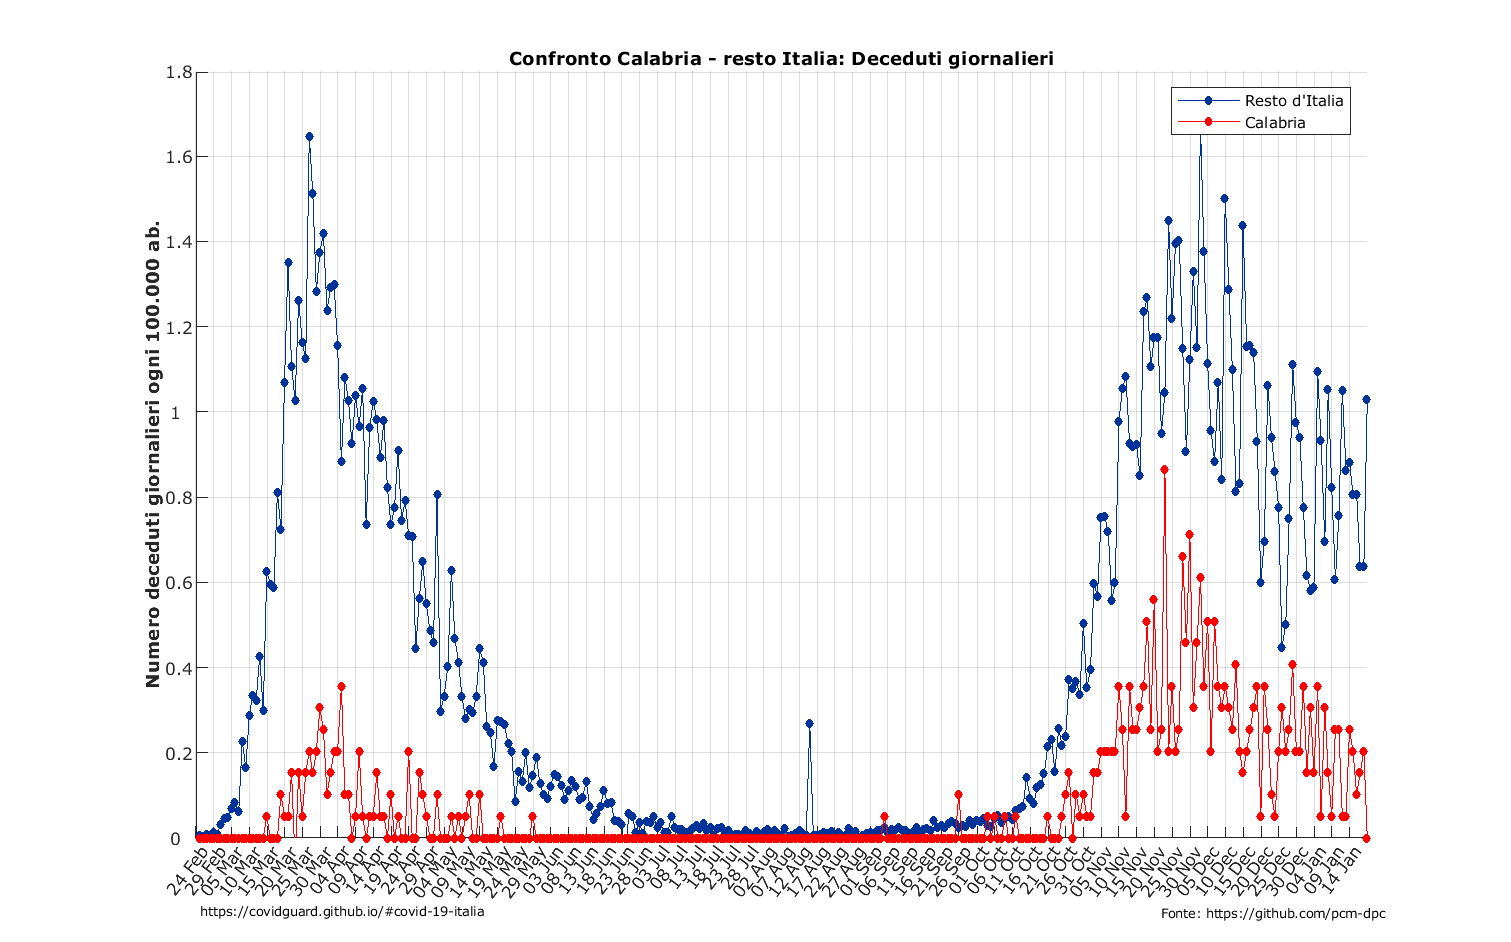 Confronto Calabria - resto Italia: Deceduti giornalieri
Numero deceduti giornalieri ogni 100.000 ab.
1.8
1.6
1.4
1.2
1
0.8
0.6
0.4
0.2
0
Resto d'Italia
Calabria
24 Feb
29 Feb
05 Mar
10 Mar
15 Mar
20 Mar
25 Mar
30 Mar
04 Apr
09 Apr
14 Apr
19 Apr
24 Apr
29 Apr
04 May
09 May
14 May
19 May
24 May
29 May
03 Jun
08 Jun
13 Jun
18 Jun
23 Jun
28 Jun
03 Jul
08 Jul
13 Jul
18 Jul
23 Jul
28 Jul
02 Aug
07 Aug
12 Aug
17 Aug
22 Aug
27 Aug
01 Sep
06 Sep
11 Sep
16 Sep
21 Sep
26 Sep
01 Oct
06 Oct
11 Oct
16 Oct
21 Oct
26 Oct
31 Oct
05 Nov
10 Nov
15 Nov
20 Nov
25 Nov
30 Nov
05 Dec
10 Dec
15 Dec
20 Dec
25 Dec
30 Dec
04 Jan
09 Jan
14 Jan
https://covidguard.github.io/#covid-19-italia
Fonte: https://github.com/pcm-dpc